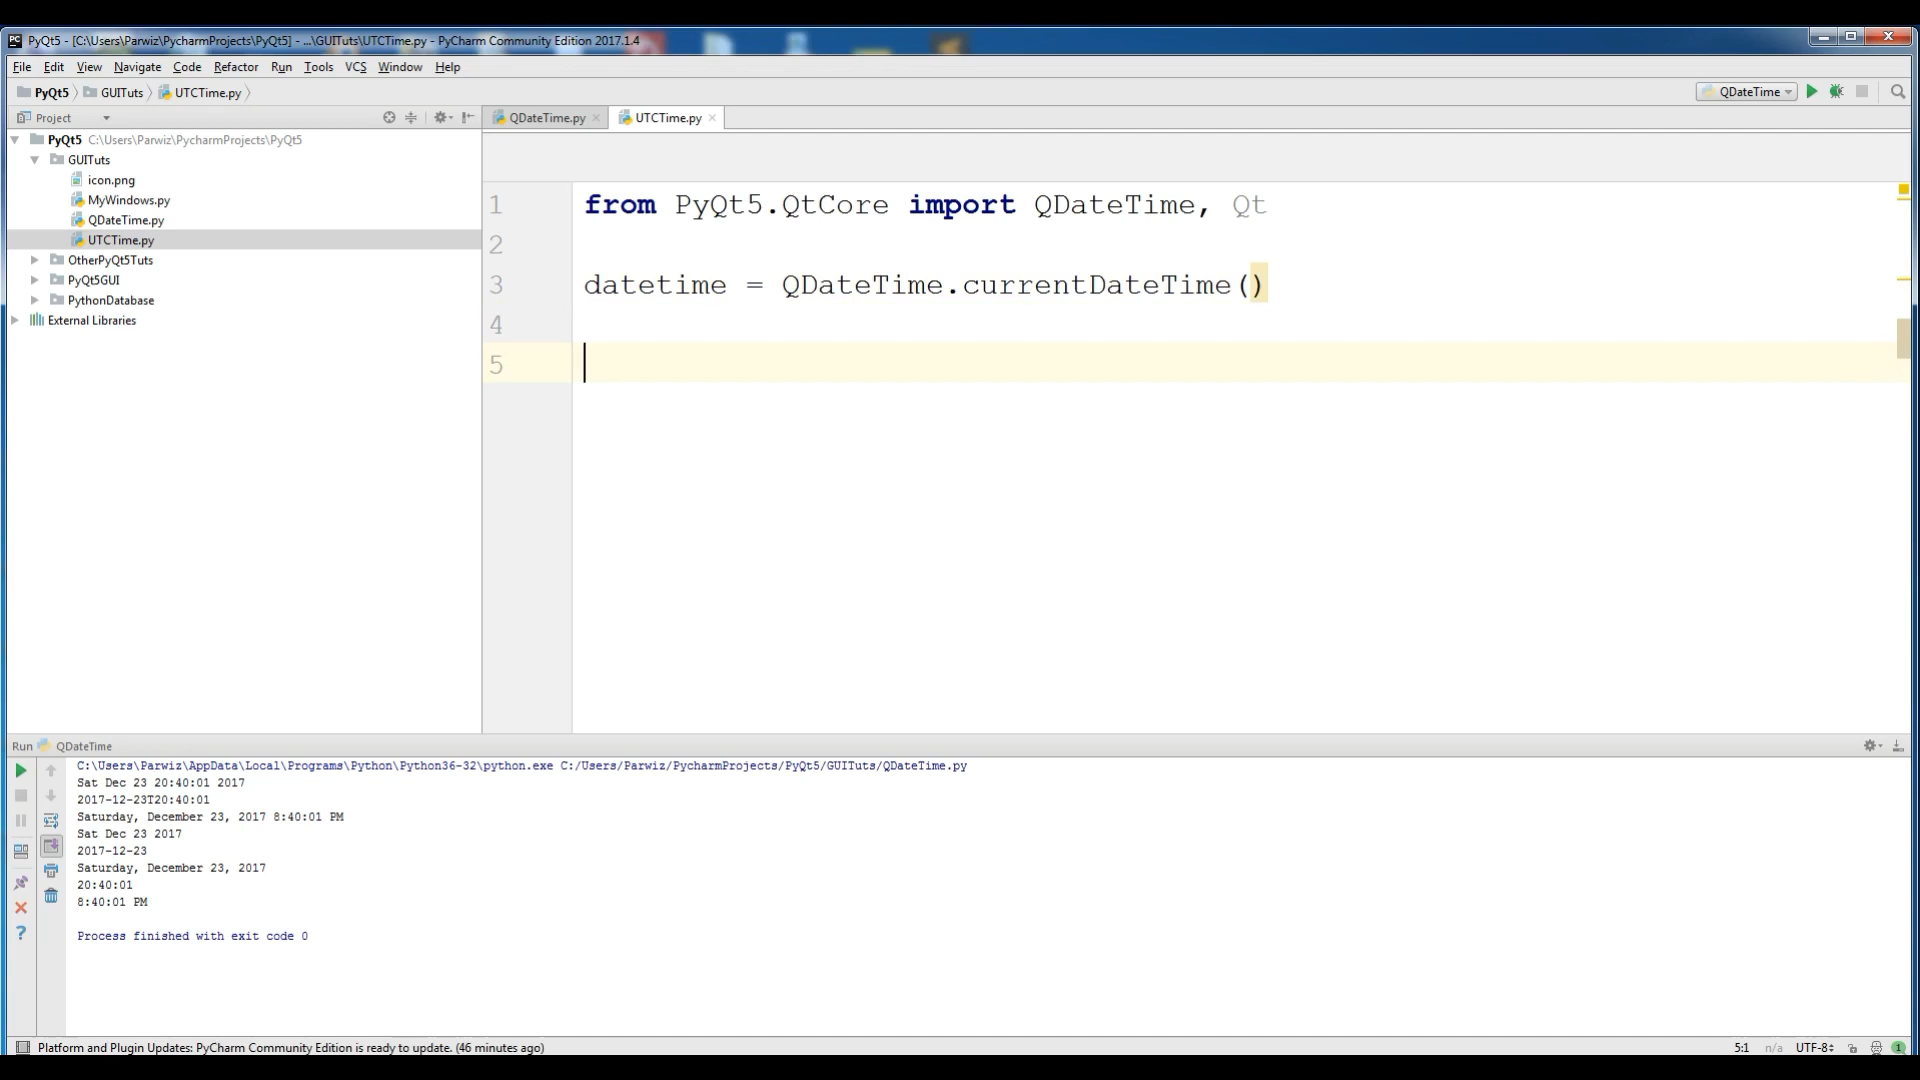 PyQt5 - [C:\Users\Parwiz\PycharmProjects\PyQt5] - ...\GUITuts\UTCTime.py - PyCharm Community Edition 2017.1.4
File Edit View Navigate Code Refactor Run Tools VCS Window Help
PyQt5 GUITuts UTCTime.py QDateTime
Project
QDateTime.py UTCTime.py
PyQt5 C:\Users\Parwiz\PycharmProjects\PyQt5
GUITuts
icon.png
MyWindows.py
QDateTime.py
UTCTime.py
OtherPyQt5Tuts
PyQt5GUI
PythonDatabase
External Libraries
1 from PyQt5.QtCore import QDateTime, Qt
2
3 datetime = QDateTime.currentDateTime()
4
5
Run QDateTime
C:\Users\Parwiz\AppData\Local\Programs\Python\Python36-32\python.exe C:/Users/Parwiz/PycharmProjects/PyQt5/GUITuts/QDateTime.py
Sat Dec 23 20:40:01 2017
2017-12-23T20:40:01
Saturday, December 23, 2017 8:40:01 PM
Sat Dec 23 2017
2017-12-23
Saturday, December 23, 2017
20:40:01
8:40:01 PM
Process finished with exit code 0
Platform and Plugin Updates: PyCharm Community Edition is ready to update. (46 minutes ago) 5:1 n/a UTF-8 1